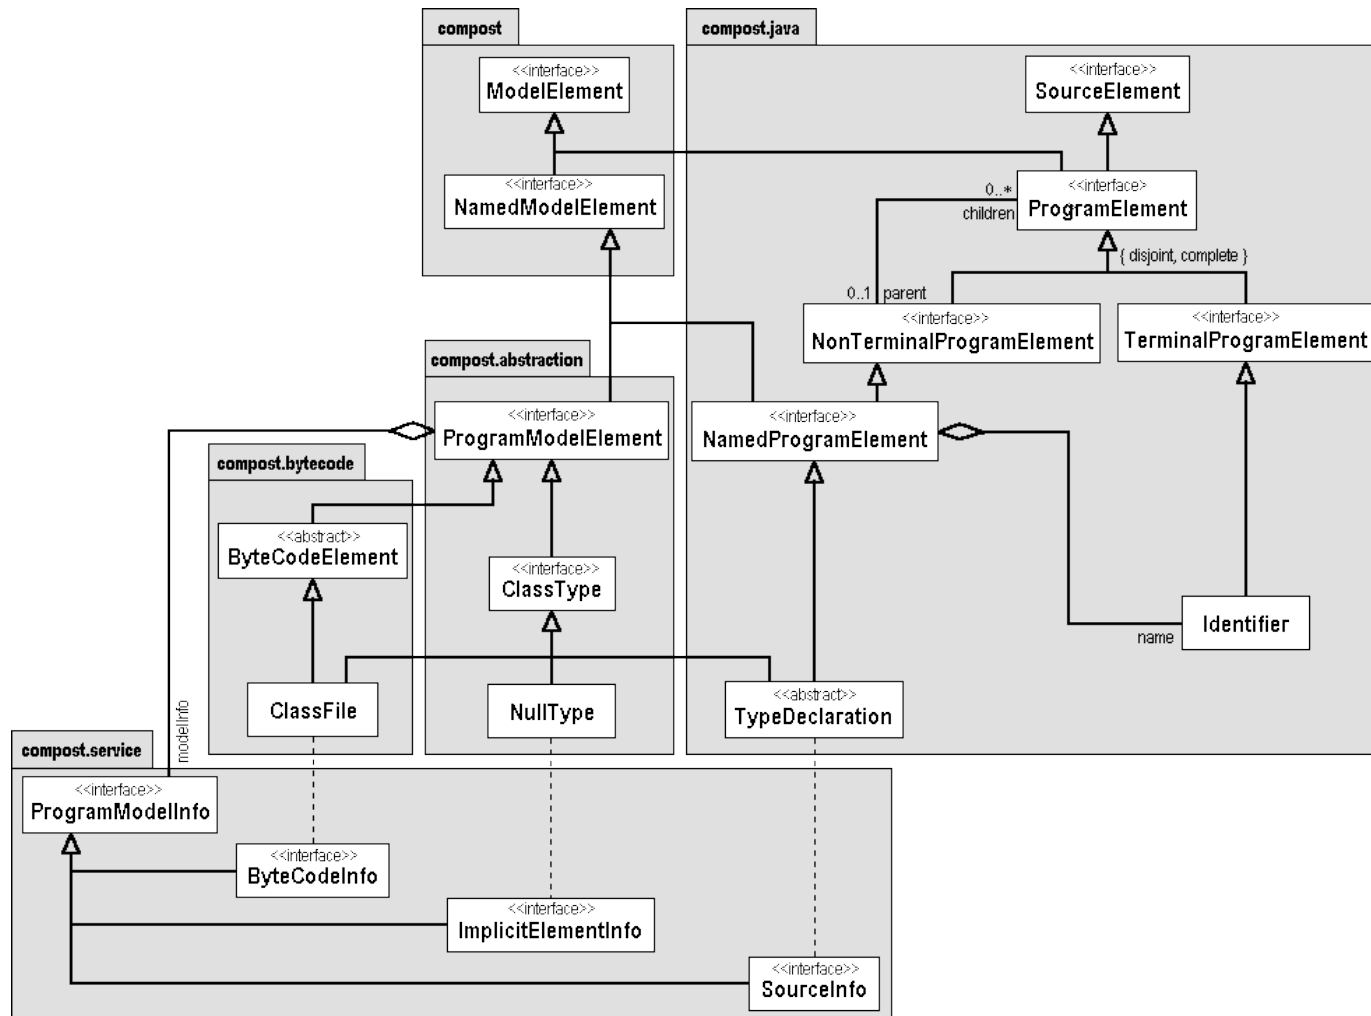 compost
compost.java
<<interface>>
ModelElement
<<interface>>
SourceElement
<<interface>>
NamedModelElement
<<interface>
ProgramElement
0..*
children
{ disjoint, complete }
0..1 parent
<<interface>>
NonTerminalProgramElement
<<interface>>
TerminalProgramElement
compost.abstraction
<<interface>>
ProgramModelElement
<<interface>>
NamedProgramElement
compost.bytecode
<<abstract>>
ByteCodeElement
<<interface>>
ClassType
Identifier
name
ClassFile
NullType
<<abstract>>
TypeDeclaration
modelInfo
compost.service
<<interface>>
ProgramModelInfo
<<interface>>
ByteCodeInfo
<<interface>>
ImplicitElementInfo
<<interface>>
SourceInfo